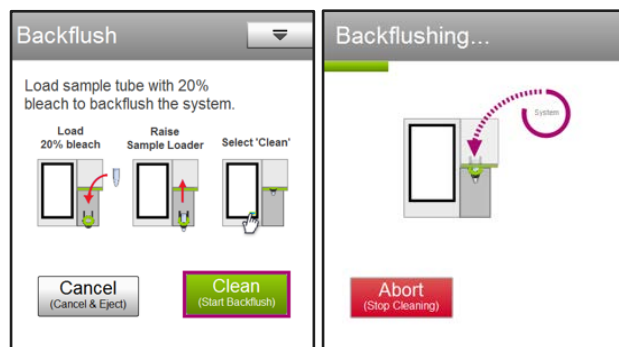 Backflush
Load sample tube with 20%
bleach to backflush the system.
Load
20% bleach
Raise
Sample Loader
Select 'Clean'
Cancel
(Cancel & Eject)
Clean
(Start Backflush)
Backflushing...
System
Abort
(Stop Cleaning)